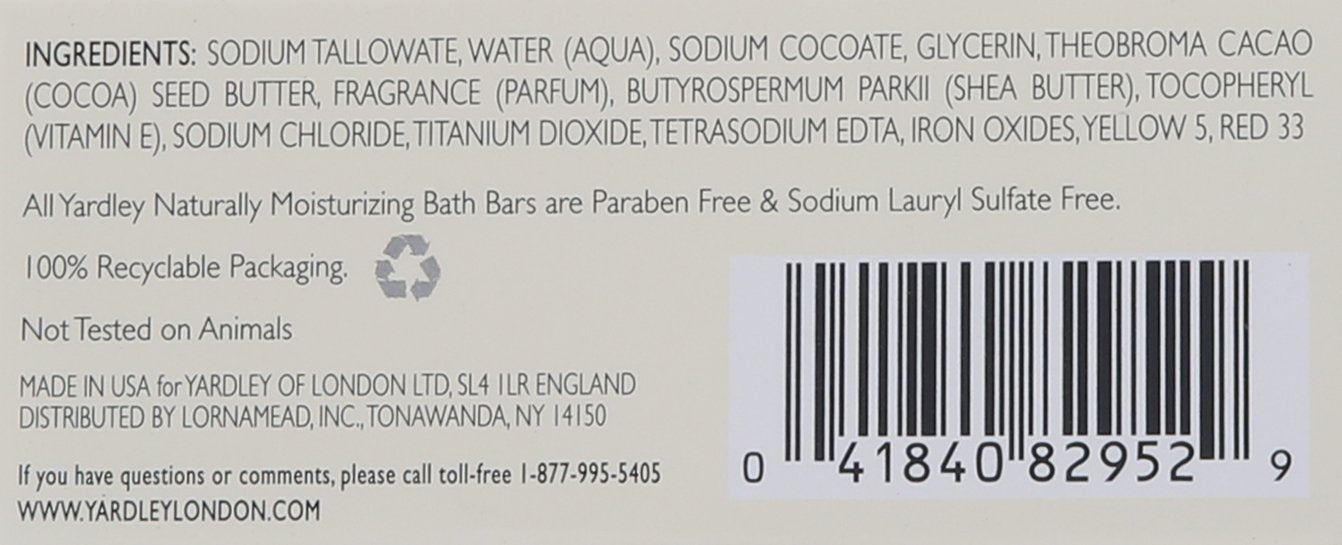 INGREDIENTS: SODIUM TALLOWATE, WATER (AQUA), SODIUM COCOATE, GLYCERIN, THEOBROMA CACAO
(COCOA) SEED BUTTER, FRAGRANCE (PARFUM), BUTYROSPERMUM PARKII (SHEA BUTTER), TOCOPHERYL
(VITAMIN E), SODIUM CHLORIDE, TITANIUM DIOXIDE, TETRASODIUM EDTA, IRON OXIDES, YELLOW 5, RED 33
All Yardley Naturally Moisturizing Bath Bars are Paraben Free & Sodium Lauryl Sulfate Free.
100% Recyclable Packaging.
Not Tested on Animals
MADE IN USA for YARDLEY OF LONDON LTD, SL4 1LR ENGLAND
DISTRIBUTED BY LORNAMEAD, INC., TONAWANDA, NY 14150
If you have questions or comments, please call toll-free 1-877-995-5405
WWW.YARDLEYLONDON.COM
0 41840 82952 9